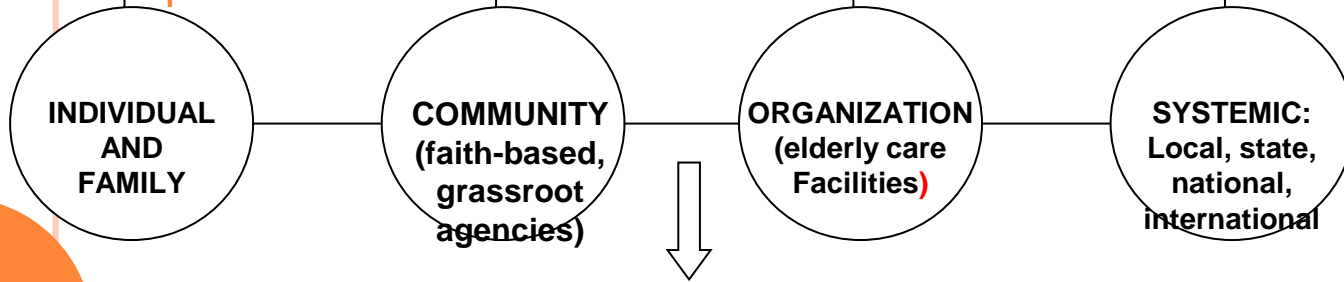 INDIVIDUAL
AND
FAMILY
COMMUNITY
(faith-based,
grassroot
agencies)
ORGANIZATION
(elderly care
Facilities)
SYSTEMIC:
Local, state,
national,
international